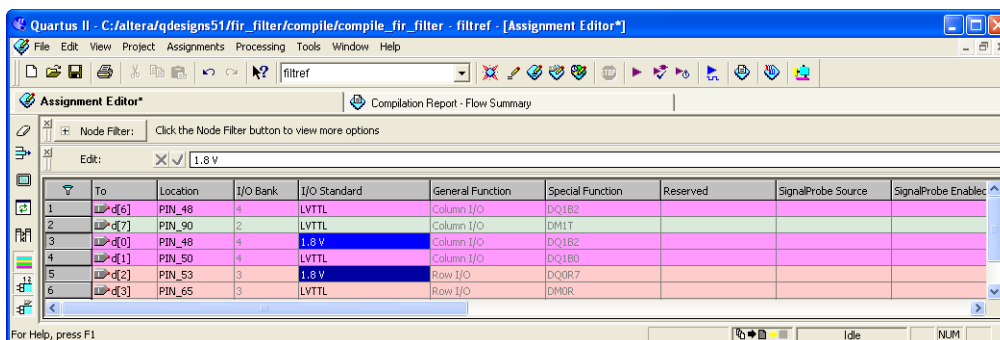 Quartus II - C:/altera/qdesigns51/fir_filter/compile/compile_fir_filter - filtref - [Assignment Editor*]
File Edit View Project Assignments Processing Tools Window Help
filtref
Assignment Editor* Compilation Report - Flow Summary
Node Filter: Click the Node Filter button to view more options
Edit: 1.8 V
To Location I/O Bank I/O Standard General Function Special Function Reserved SignalProbe Source SignalProbe Enabled
1 d[6] PIN_48 4 LVTTL Column I/O DQ1B2
2 d[7] PIN_90 2 LVTTL Column I/O DM1T
3 d[0] PIN_48 4 1.8 V Column I/O DQ1B2
4 d[1] PIN_50 4 LVTTL Column I/O DQ1B0
5 d[2] PIN_53 3 1.8 V Row I/O DQ0R7
6 d[3] PIN_65 3 LVTTL Row I/O DM0R
For Help, press F1 Idle NUM